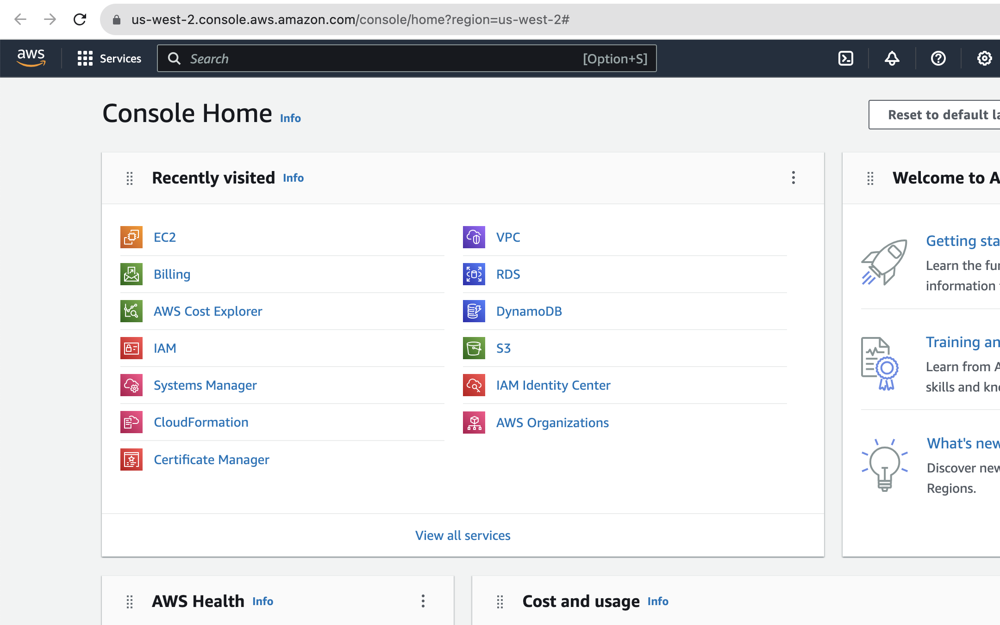 us-west-2.console.aws.amazon.com/console/home?region=us-west-2#
aws
Services
Search
[Option+S]
Console Home Info
Reset to default la
Recently visited Info
EC2
Billing
AWS Cost Explorer
IAM
Systems Manager
CloudFormation
Certificate Manager
VPC
RDS
DynamoDB
S3
IAM Identity Center
AWS Organizations
View all services
Welcome to A
Getting sta
Learn the fu
information
Training an
Learn from A
skills and kn
What's new
Discover new
Regions.
AWS Health Info
Cost and usage Info